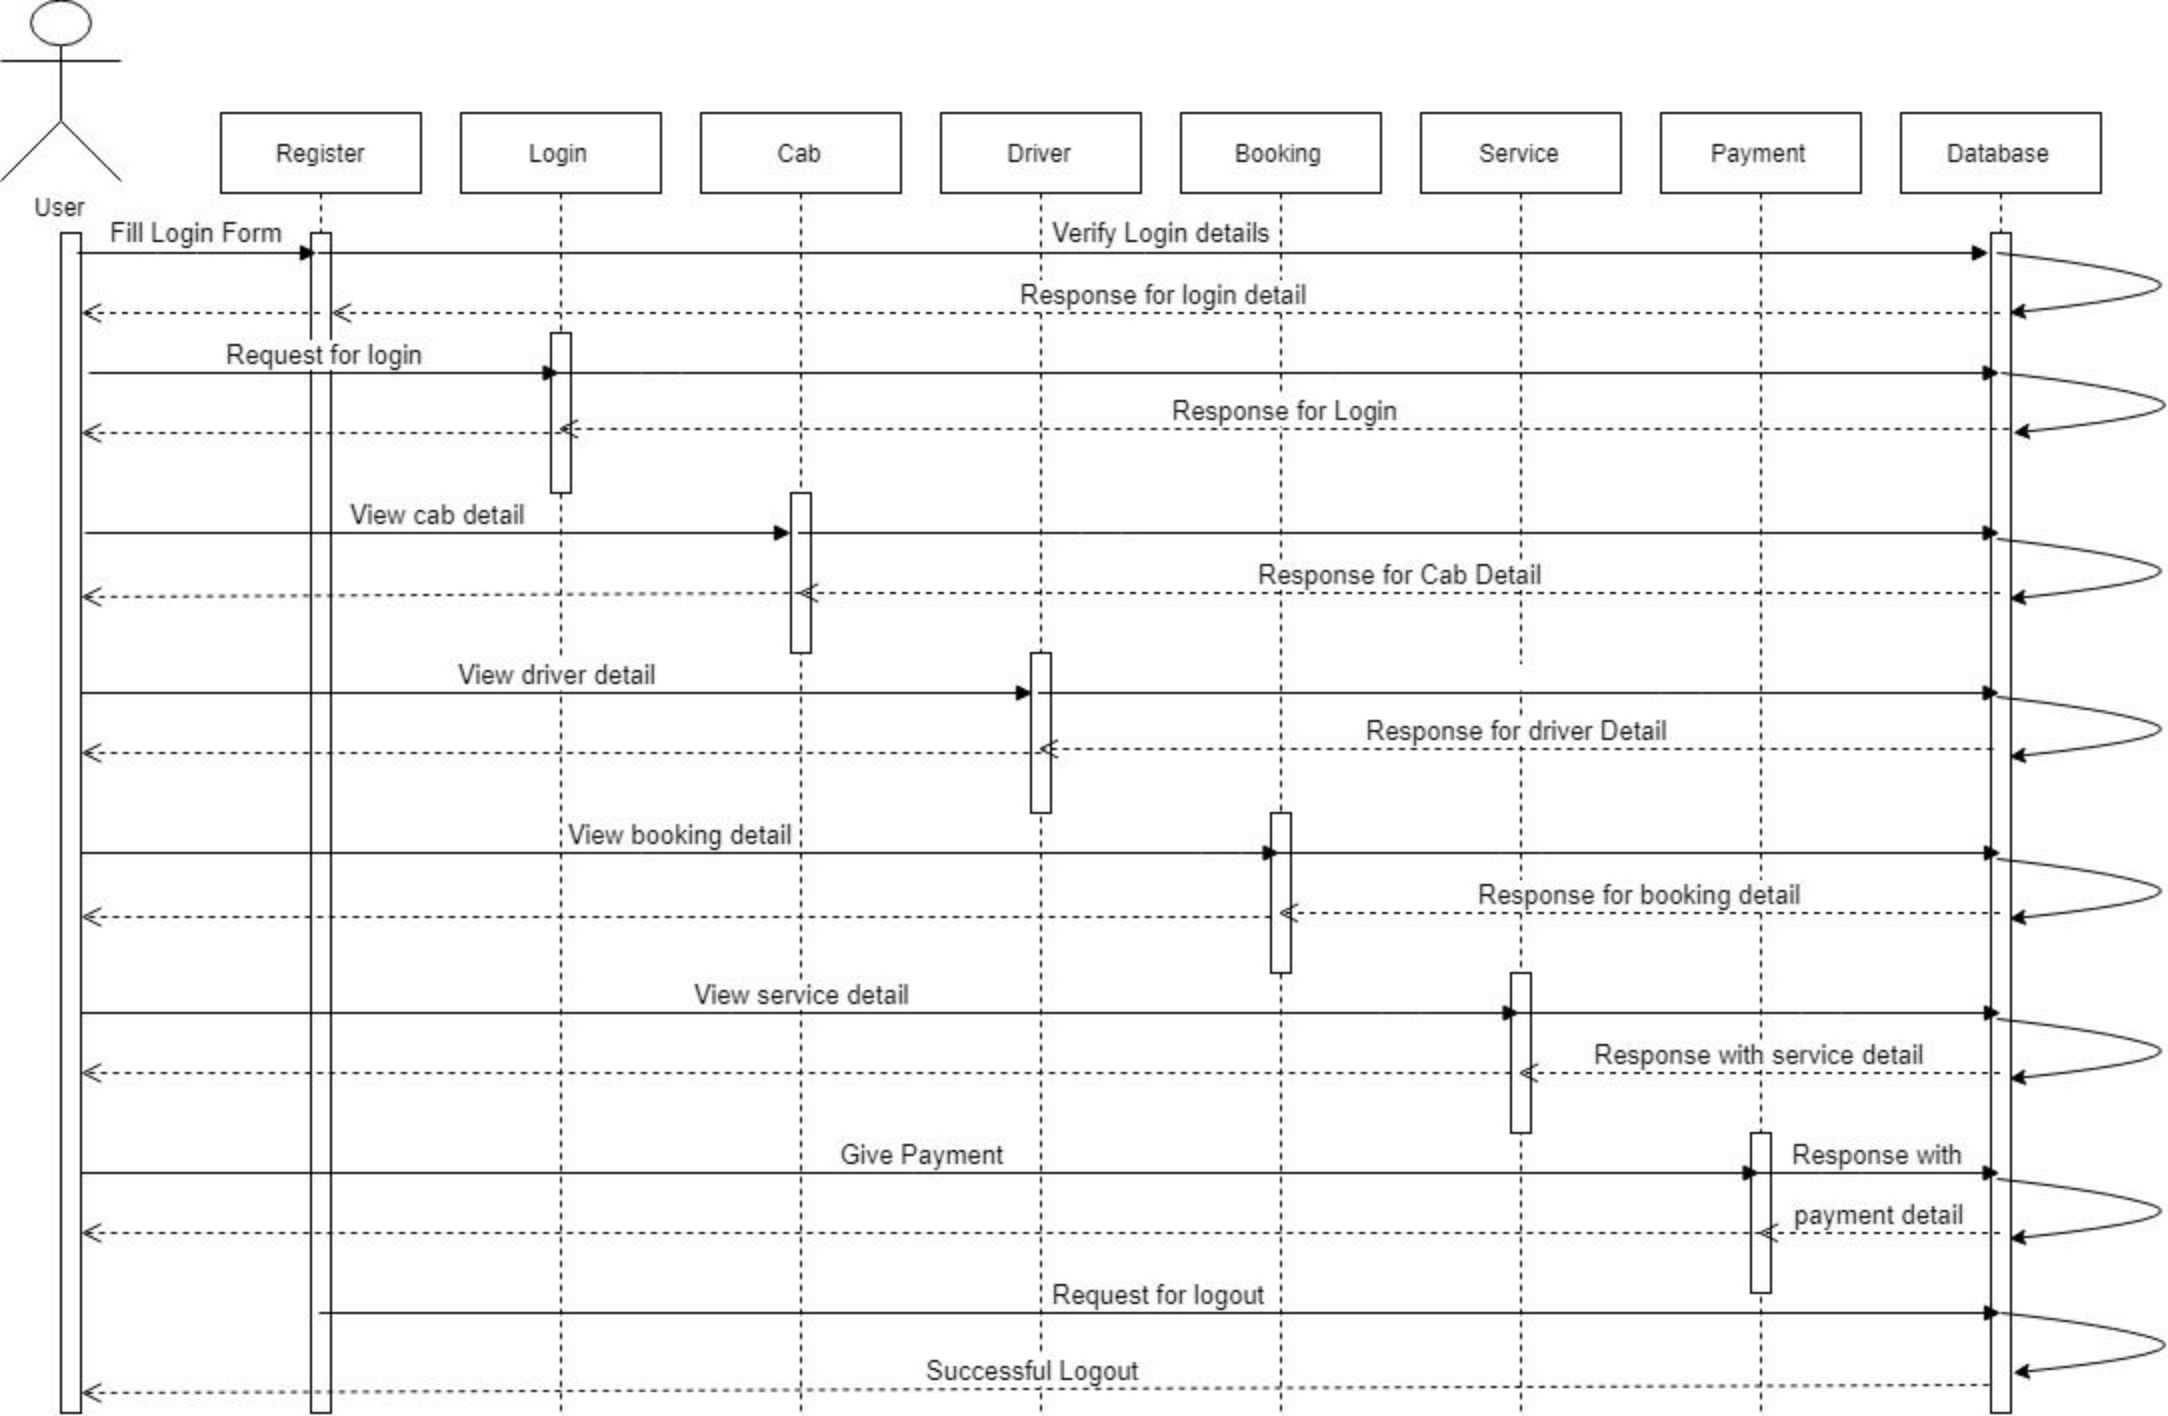 Register
Login
Cab
Driver
Booking
Service
Payment
Database
User
Fill Login Form
Verify Login details
Response for login detail
Request for login
Response for Login
View cab detail
Response for Cab Detail
View driver detail
Response for driver Detail
View booking detail
Response for booking detail
View service detail
Response with service detail
Give Payment
Response with
payment detail
Request for logout
Successful Logout